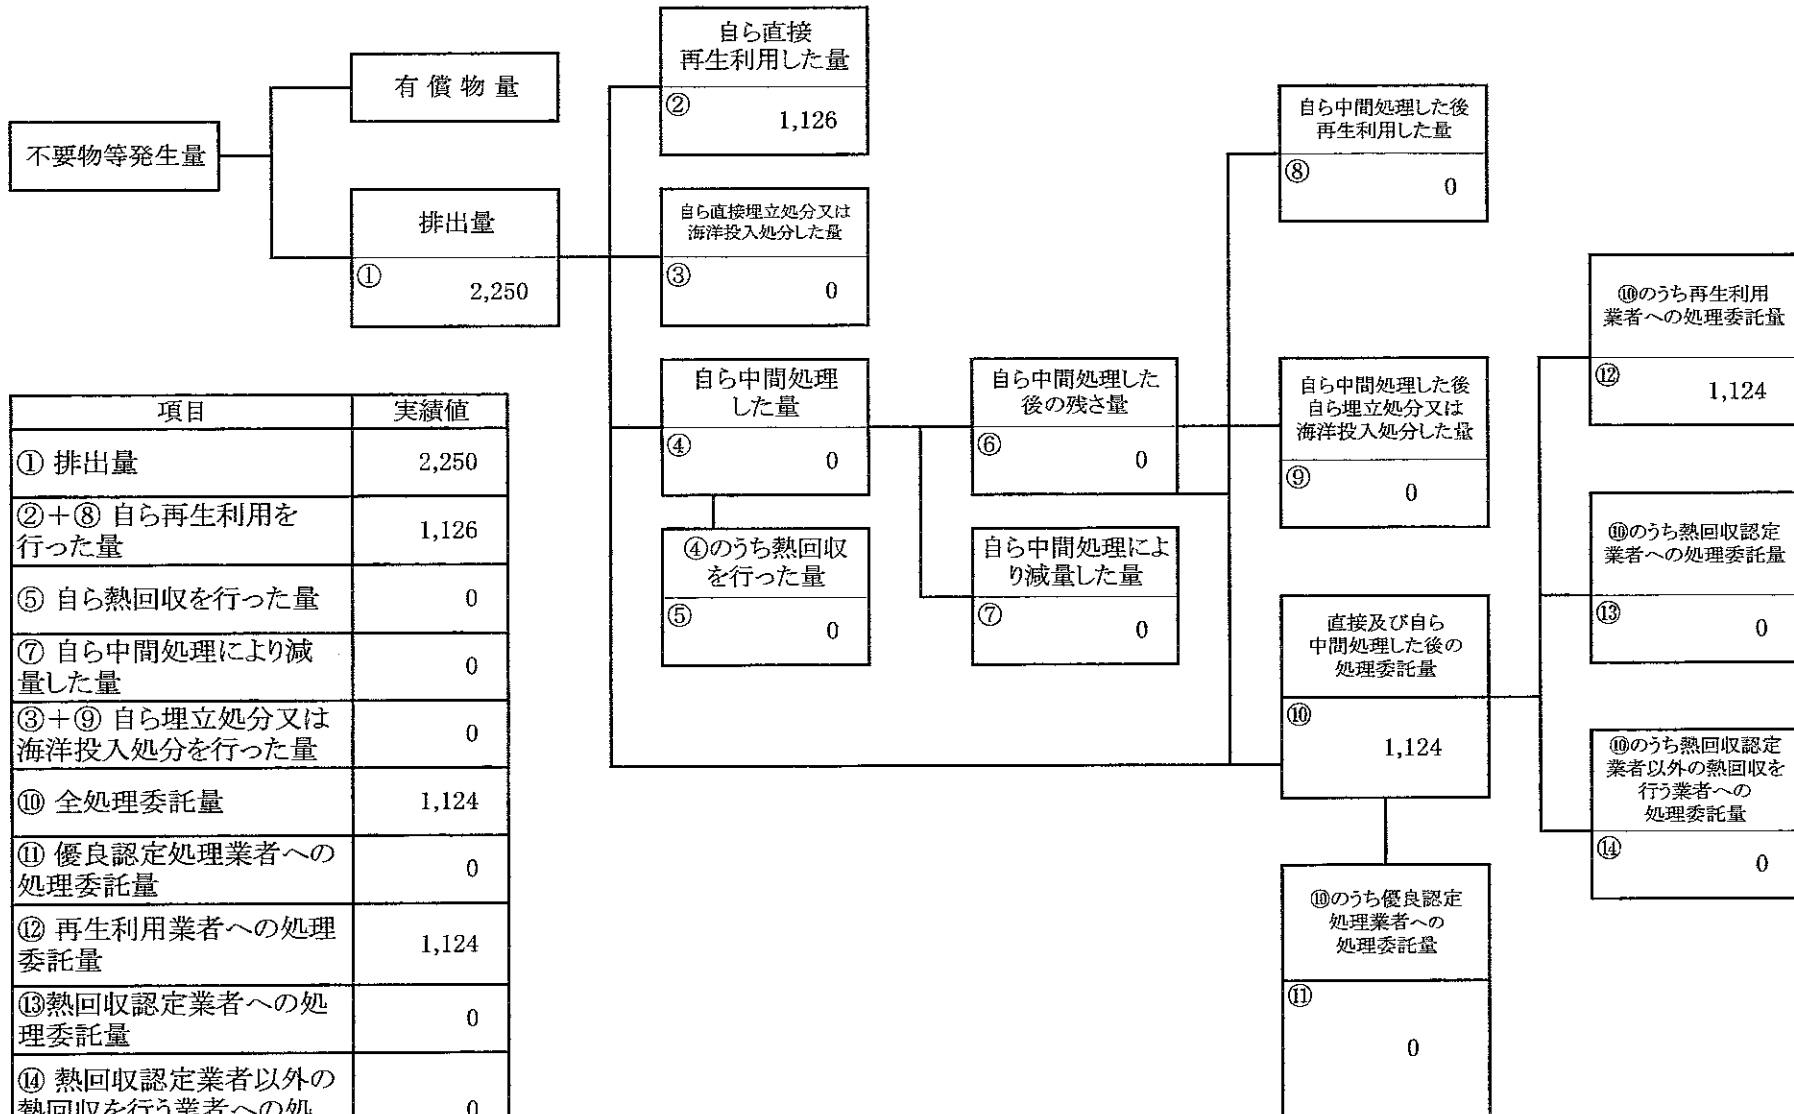 不要物等発生量
有償物量
排出量
①
2,250
自ら直接
再生利用した量
②
1,126
自ら直接埋立処分又は
海洋投入処分した量
③
0
自ら中間処理
した量
④
0
④のうち熱回収
を行った量
⑤
0
自ら中間処理した
後の残さ量
⑥
0
自ら中間処理によ
り減量した量
⑦
0
自ら中間処理した後
再生利用した量
⑧
0
自ら中間処理した後
自ら埋立処分又は
海洋投入処分した量
⑨
0
直接及び自ら
中間処理した後の
処理委託量
⑩
1,124
⑩のうち優良認定
処理業者への
処理委託量
⑪
0
⑩のうち再生利用
業者への処理委託量
⑫
1,124
⑩のうち熱回収認定
業者への処理委託量
⑬
0
⑩のうち熱回収認定
業者以外の熱回収を
行う業者への
処理委託量
⑭
0
項目 実績値
① 排出量 2,250
②+⑧ 自ら再生利用を
行った量 1,126
⑤ 自ら熱回収を行った量 0
⑦ 自ら中間処理により減
量した量 0
③+⑨ 自ら埋立処分又は
海洋投入処分を行った量 0
⑩ 全処理委託量 1,124
⑪ 優良認定処理業者への
処理委託量 0
⑫ 再生利用業者への処理
委託量 1,124
⑬熱回収認定業者への処
理委託量 0
⑭ 熱回収認定業者以外の
熱回収を行う業者への処 0